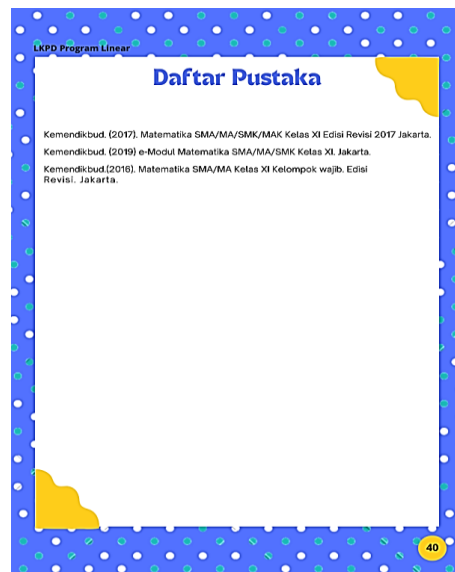 LKPD Program Linear
Daftar Pustaka
Kemendikbud. (2017). Matematika SMA/MA/SMK/MAK Kelas XI Edisi Revisi 2017 Jakarta.
Kemendikbud. (2019) e-Modul Matematika SMA/MA/SMK Kelas XI. Jakarta.
Kemendikbud.(2016). Matematika SMA/MA Kelas XI Kelompok wajib. Edisi
Revisi. Jakarta.
40